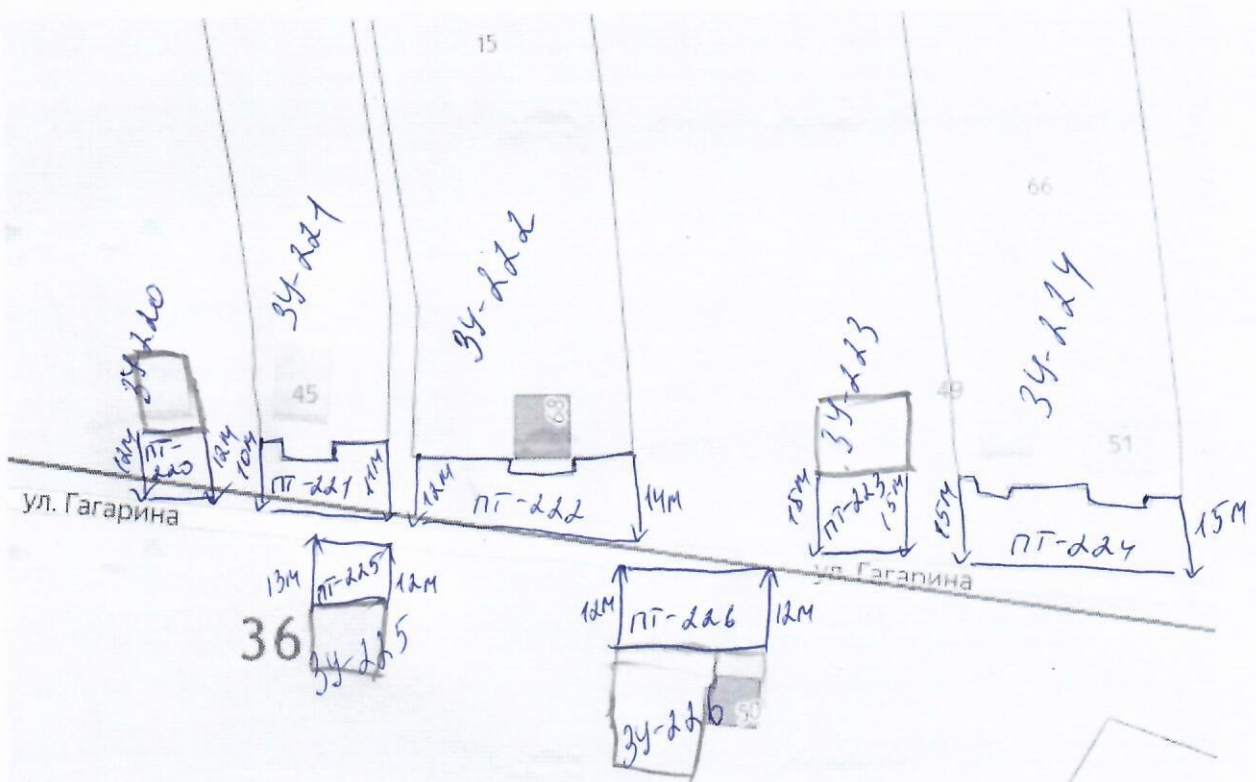 15
66
ЗУ-220
ЗУ-221
ЗУ-222
ЗУ-223
ЗУ-224
45
68
49
51
12м
ПТ-220
12м
10м
ПТ-221
11м
12м
ПТ-222
14м
15м
ПТ-223
15м
15м
ПТ-224
15м
ул. Гагарина
ул. Гагарина
13м
ПТ-225
12м
12м
ПТ-226
12м
36
ЗУ-225
ЗУ-226
50